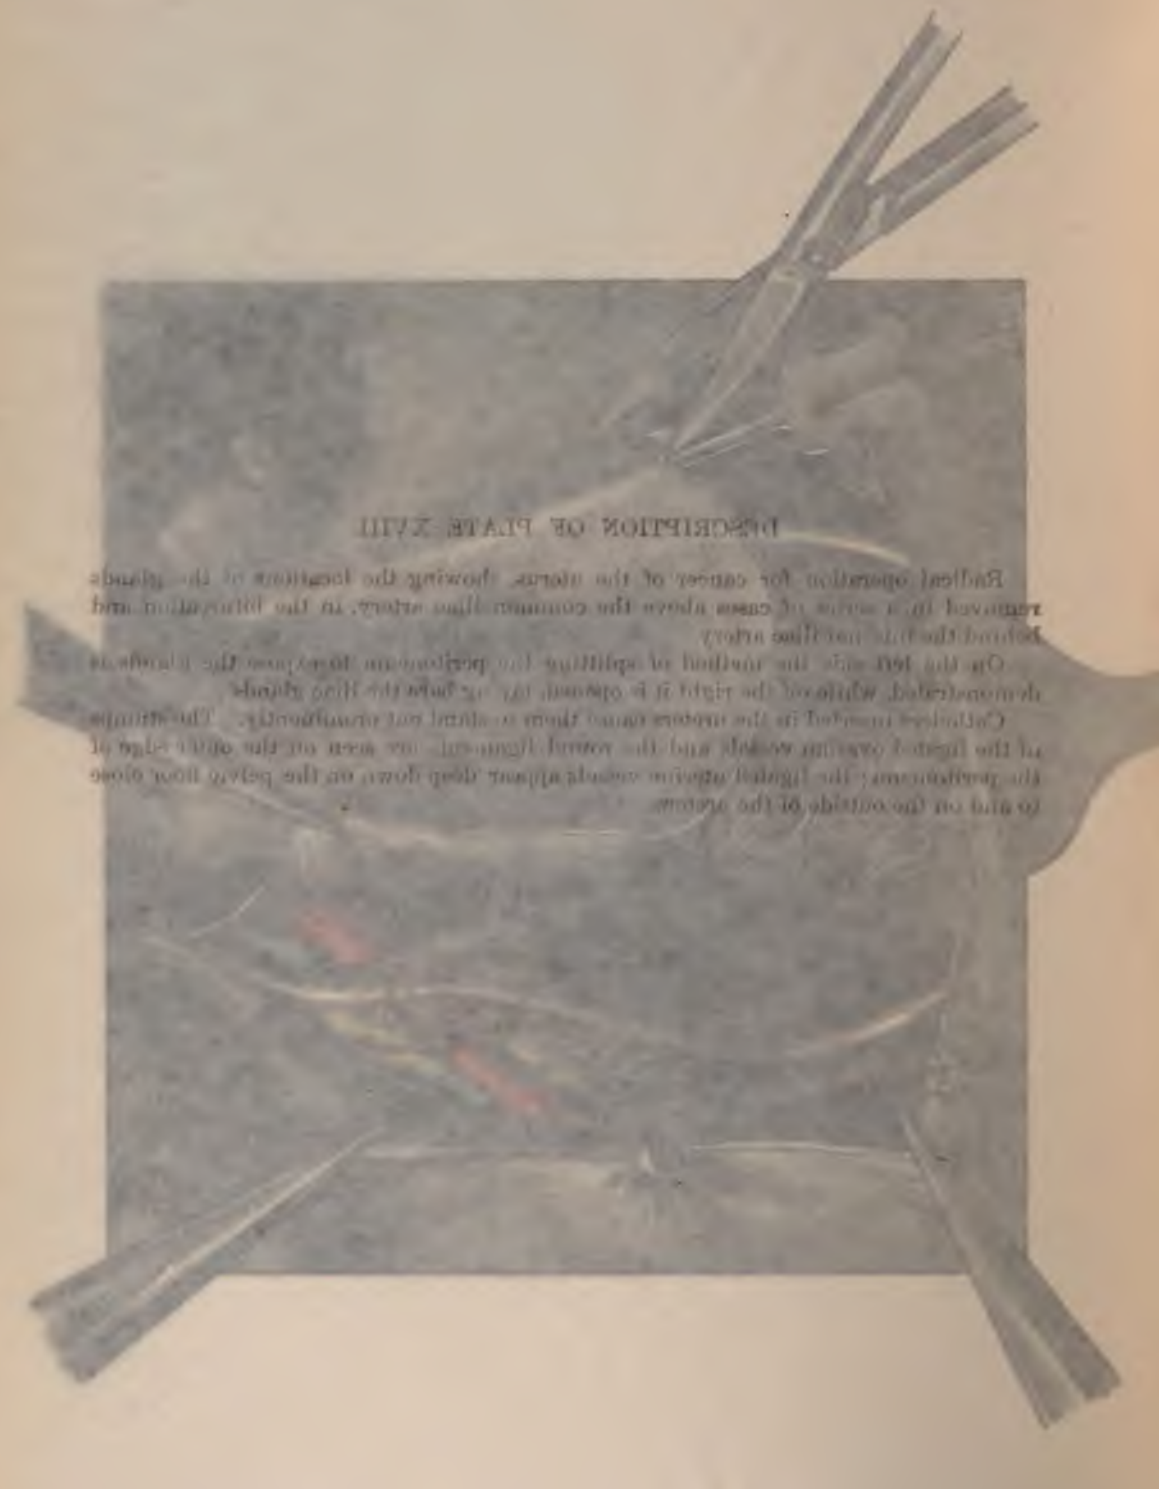 DESCRIPTION OF PLATE XVIII
Radical operation for cancer of the uterus, showing the locations of the glands
removed in a series of cases above the common iliac artery, in the bifurcation and
behind the internal iliac artery.
On the left side the method of splitting the peritoneum to expose the glands is
demonstrated, while on the right it is opened, laying bare the iliac glands.
Catheters inserted in the ureters cause them to stand out prominently. The stumps
of the ligated ovarian vessels and the round ligaments are seen on the outer edge of
the peritoneum; the ligated uterine vessels appear deep down on the pelvic floor close
to and on the outside of the ureters.